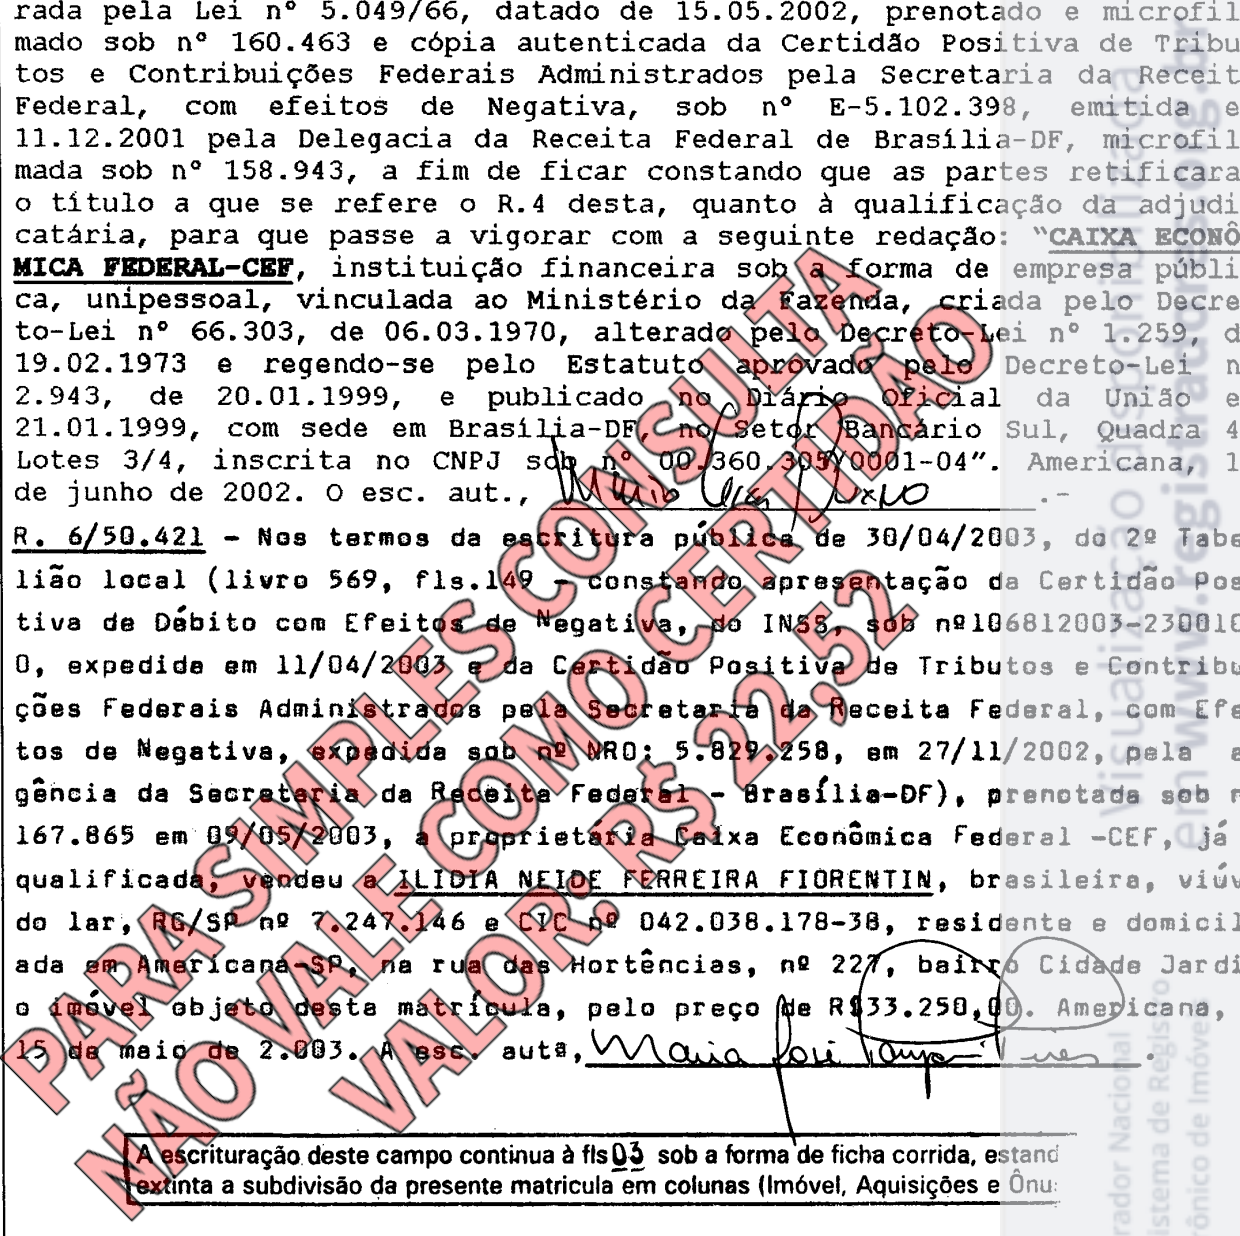 rada pela Lei nº 5.049/66, datado de 15.05.2002, prenotado e microfil
mado sob nº 160.463 e cópia autenticada da Certidão Positiva de Tribu
tos e Contribuições Federais Administrados pela Secretaria da Receit
Federal, com efeitos de Negativa, sob nº E-5.102.398, emitida e
11.12.2001 pela Delegacia da Receita Federal de Brasília-DF, microfil
mada sob nº 158.943, a fim de ficar constando que as partes retificara
o título a que se refere o R.4 desta, quanto à qualificação da adjudi
catária, para que passe a vigorar com a seguinte redação: "CAIXA ECONÔ
MICA FEDERAL-CEF, instituição financeira sob a forma de empresa públi
ca, unipessoal, vinculada ao Ministério da Fazenda, criada pelo Decre
to-Lei nº 66.303, de 06.03.1970, alterado pelo Decreto-Lei nº 1.259, d
19.02.1973 e regendo-se pelo Estatuto aprovado pelo Decreto-Lei n
2.943, de 20.01.1999, e publicado no Diário Oficial da União e
21.01.1999, com sede em Brasília-DF, no Setor Bancário Sul, Quadra 4
Lotes 3/4, inscrita no CNPJ sob nº 00.360.305/0001-04". Americana, 1
de junho de 2002. O esc. aut., .-
R. 6/50.421 - Nos termos da escritura pública de 30/04/2003, do 2º Tabe
lião local (livro 569, fls.149 - constando apresentação da Certidão Pos
tiva de Débito com Efeitos de Negativa, do INSS, sob nº106812003-230010
0, expedida em 11/04/2003 e da Certidão Positiva de Tributos e Contribu
ções Federais Administrados pela Secretaria da Receita Federal, com Efe
tos de Negativa, expedida sob nº NRO: 5.829.258, em 27/11/2002, pela a
gência da Secretaria da Receita Federal - Brasília-DF), prenotada sob n
167.865 em 09/05/2003, a proprietária Caixa Econômica Federal -CEF, já
qualificada, vendeu a ILIDIA NEIDE FERREIRA FIORENTIN, brasileira, viúv
do lar, RG/SP nº 7.247.146 e CIC nº 042.038.178-38, residente e domicil
ada em Americana-SP, na rua das Hortências, nº 227, bairro Cidade Jardi
o imóvel objeto desta matrícula, pelo preço de R$33.250,00. Americana,
15 de maio de 2.003. A esc. autª, Maria José .
A escrituração deste campo continua à fls 03 sob a forma de ficha corrida, estand
extinta a subdivisão da presente matricula em colunas (Imóvel, Aquisições e Ônu
PARA SIMPLES CONSULTA
NÃO VALE COMO CERTIDÃO
VALOR: R$ 22,52
Visualização disponibilizada
em www.registradores.org.br
rador Nacional
istema de Registro
rônico de Imóveis